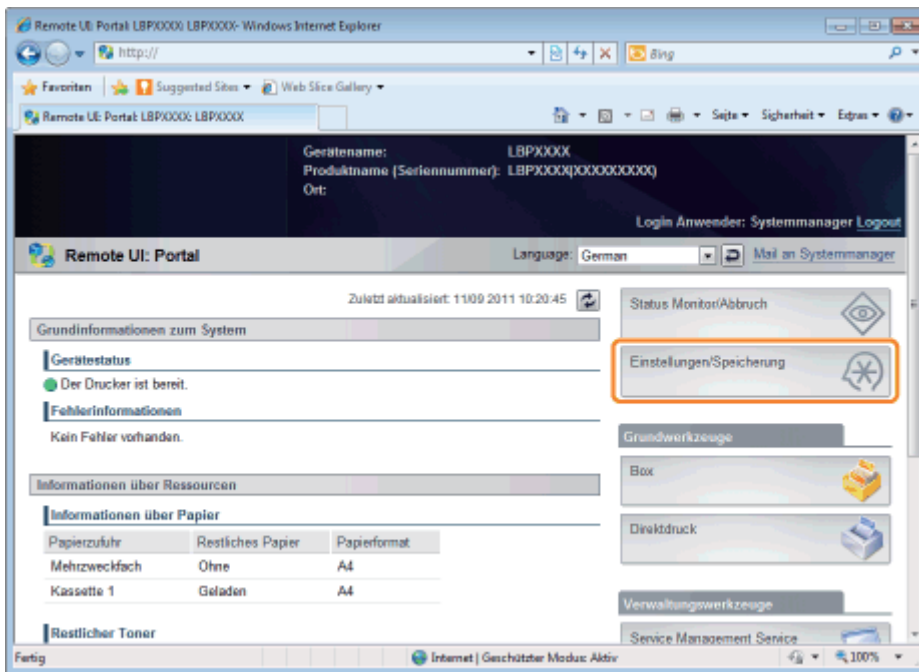 Remote UI: Portal: LBPXXXX: LBPXXXX- Windows Internet Explorer
http://
Bing
Favoriten
Suggested Sites
Web Slice Gallery
Remote UI: Portal: LBPXXXX: LBPXXXX
Seite
Sicherheit
Extras
Gerätename: LBPXXXX
Produktname (Seriennummer): LBPXXXX(XXXXXXXXX)
Ort:
Login Anwender: Systemmanager Logout
Remote UI: Portal
Language: German
Mail an Systemmanager
Zuletzt aktualisiert: 11/09 2011 10:20:45
Grundinformationen zum System
Gerätestatus
Der Drucker ist bereit.
Fehlerinformationen
Kein Fehler vorhanden.
Informationen über Ressourcen
Informationen über Papier
Papierzufuhr Restliches Papier Papierformat
Mehrzweckfach Ohne A4
Kassette 1 Geladen A4
Restlicher Toner
Status Monitor/Abbruch
Einstellungen/Speicherung
Grundwerkzeuge
Box
Direktdruck
Verwaltungswerkzeuge
Service Management Service
Fertig
Internet | Geschützter Modus: Aktiv
100%